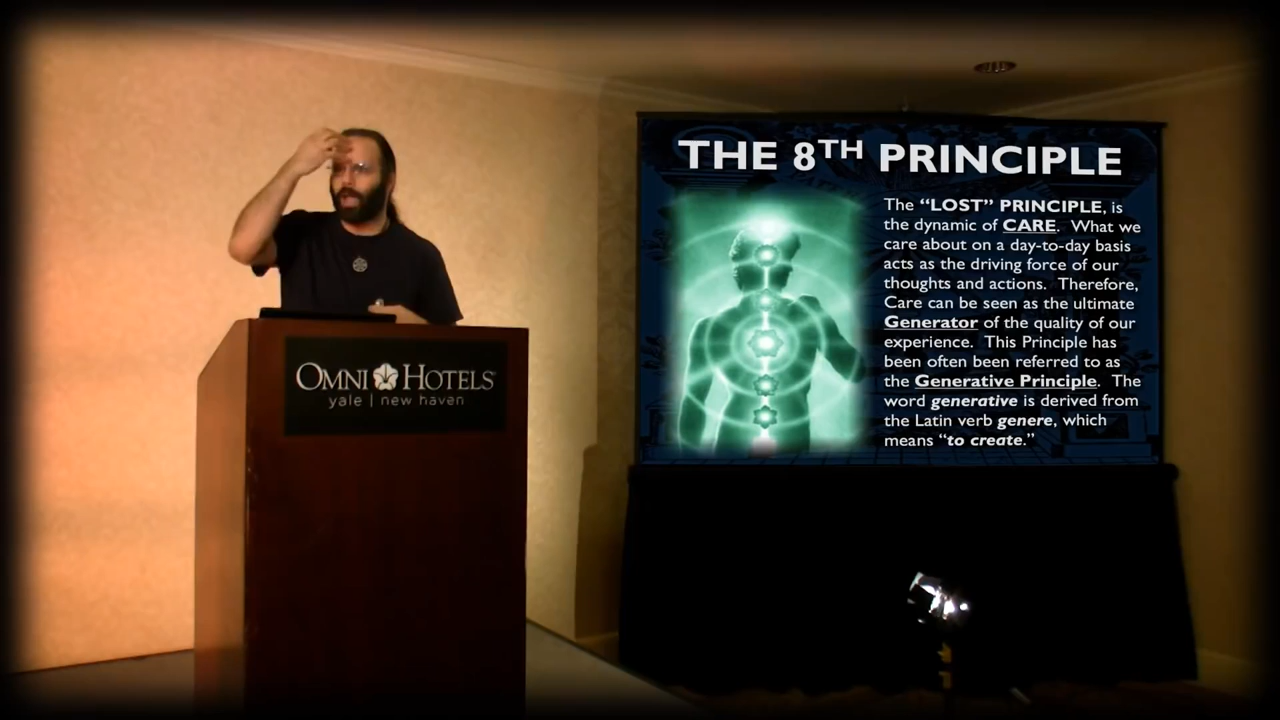 OMNI HOTELS
yale | new haven
THE 8TH PRINCIPLE
The “LOST” PRINCIPLE, is
the dynamic of CARE. What we
care about on a day-to-day basis
acts as the driving force of our
thoughts and actions. Therefore,
Care can be seen as the ultimate
Generator of the quality of our
experience. This Principle has
been often been referred to as
the Generative Principle. The
word generative is derived from
the Latin verb genere, which
means “to create.”